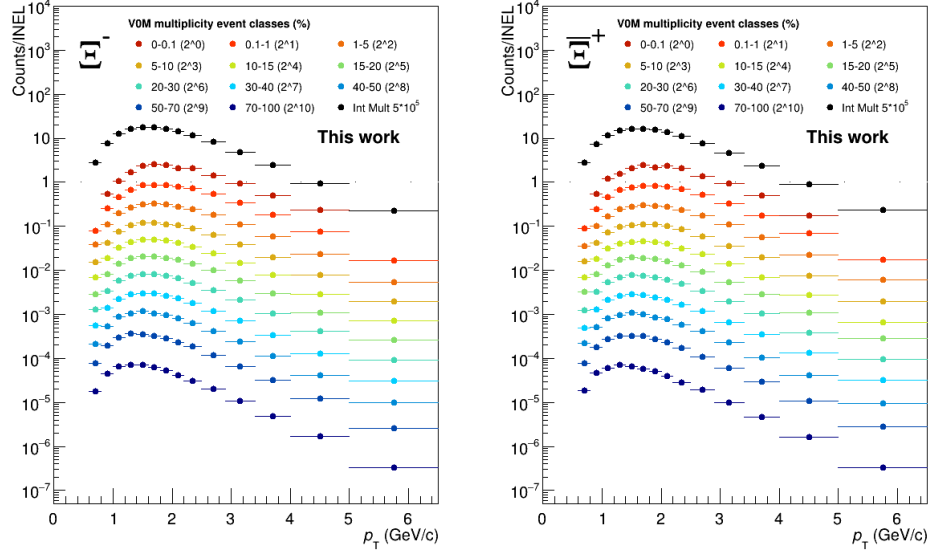 Counts/INEL
10^4
10^3
10^2
10
1
10^−1
10^−2
10^−3
10^−4
10^−5
10^−6
10^−7
Ξ^-
V0M multiplicity event classes (%)
0-0.1 (2^0) 0.1-1 (2^1) 1-5 (2^2)
5-10 (2^3) 10-15 (2^4) 15-20 (2^5)
20-30 (2^6) 30-40 (2^7) 40-50 (2^8)
50-70 (2^9) 70-100 (2^10) Int Mult 5*10^5
This work
0 1 2 3 4 5 6
p_T (GeV/c)
Counts/INEL
10^4
10^3
10^2
10
1
10^−1
10^−2
10^−3
10^−4
10^−5
10^−6
10^−7
Ξ̅^+
V0M multiplicity event classes (%)
0-0.1 (2^0) 0.1-1 (2^1) 1-5 (2^2)
5-10 (2^3) 10-15 (2^4) 15-20 (2^5)
20-30 (2^6) 30-40 (2^7) 40-50 (2^8)
50-70 (2^9) 70-100 (2^10) Int Mult 5*10^5
This work
0 1 2 3 4 5 6
p_T (GeV/c)